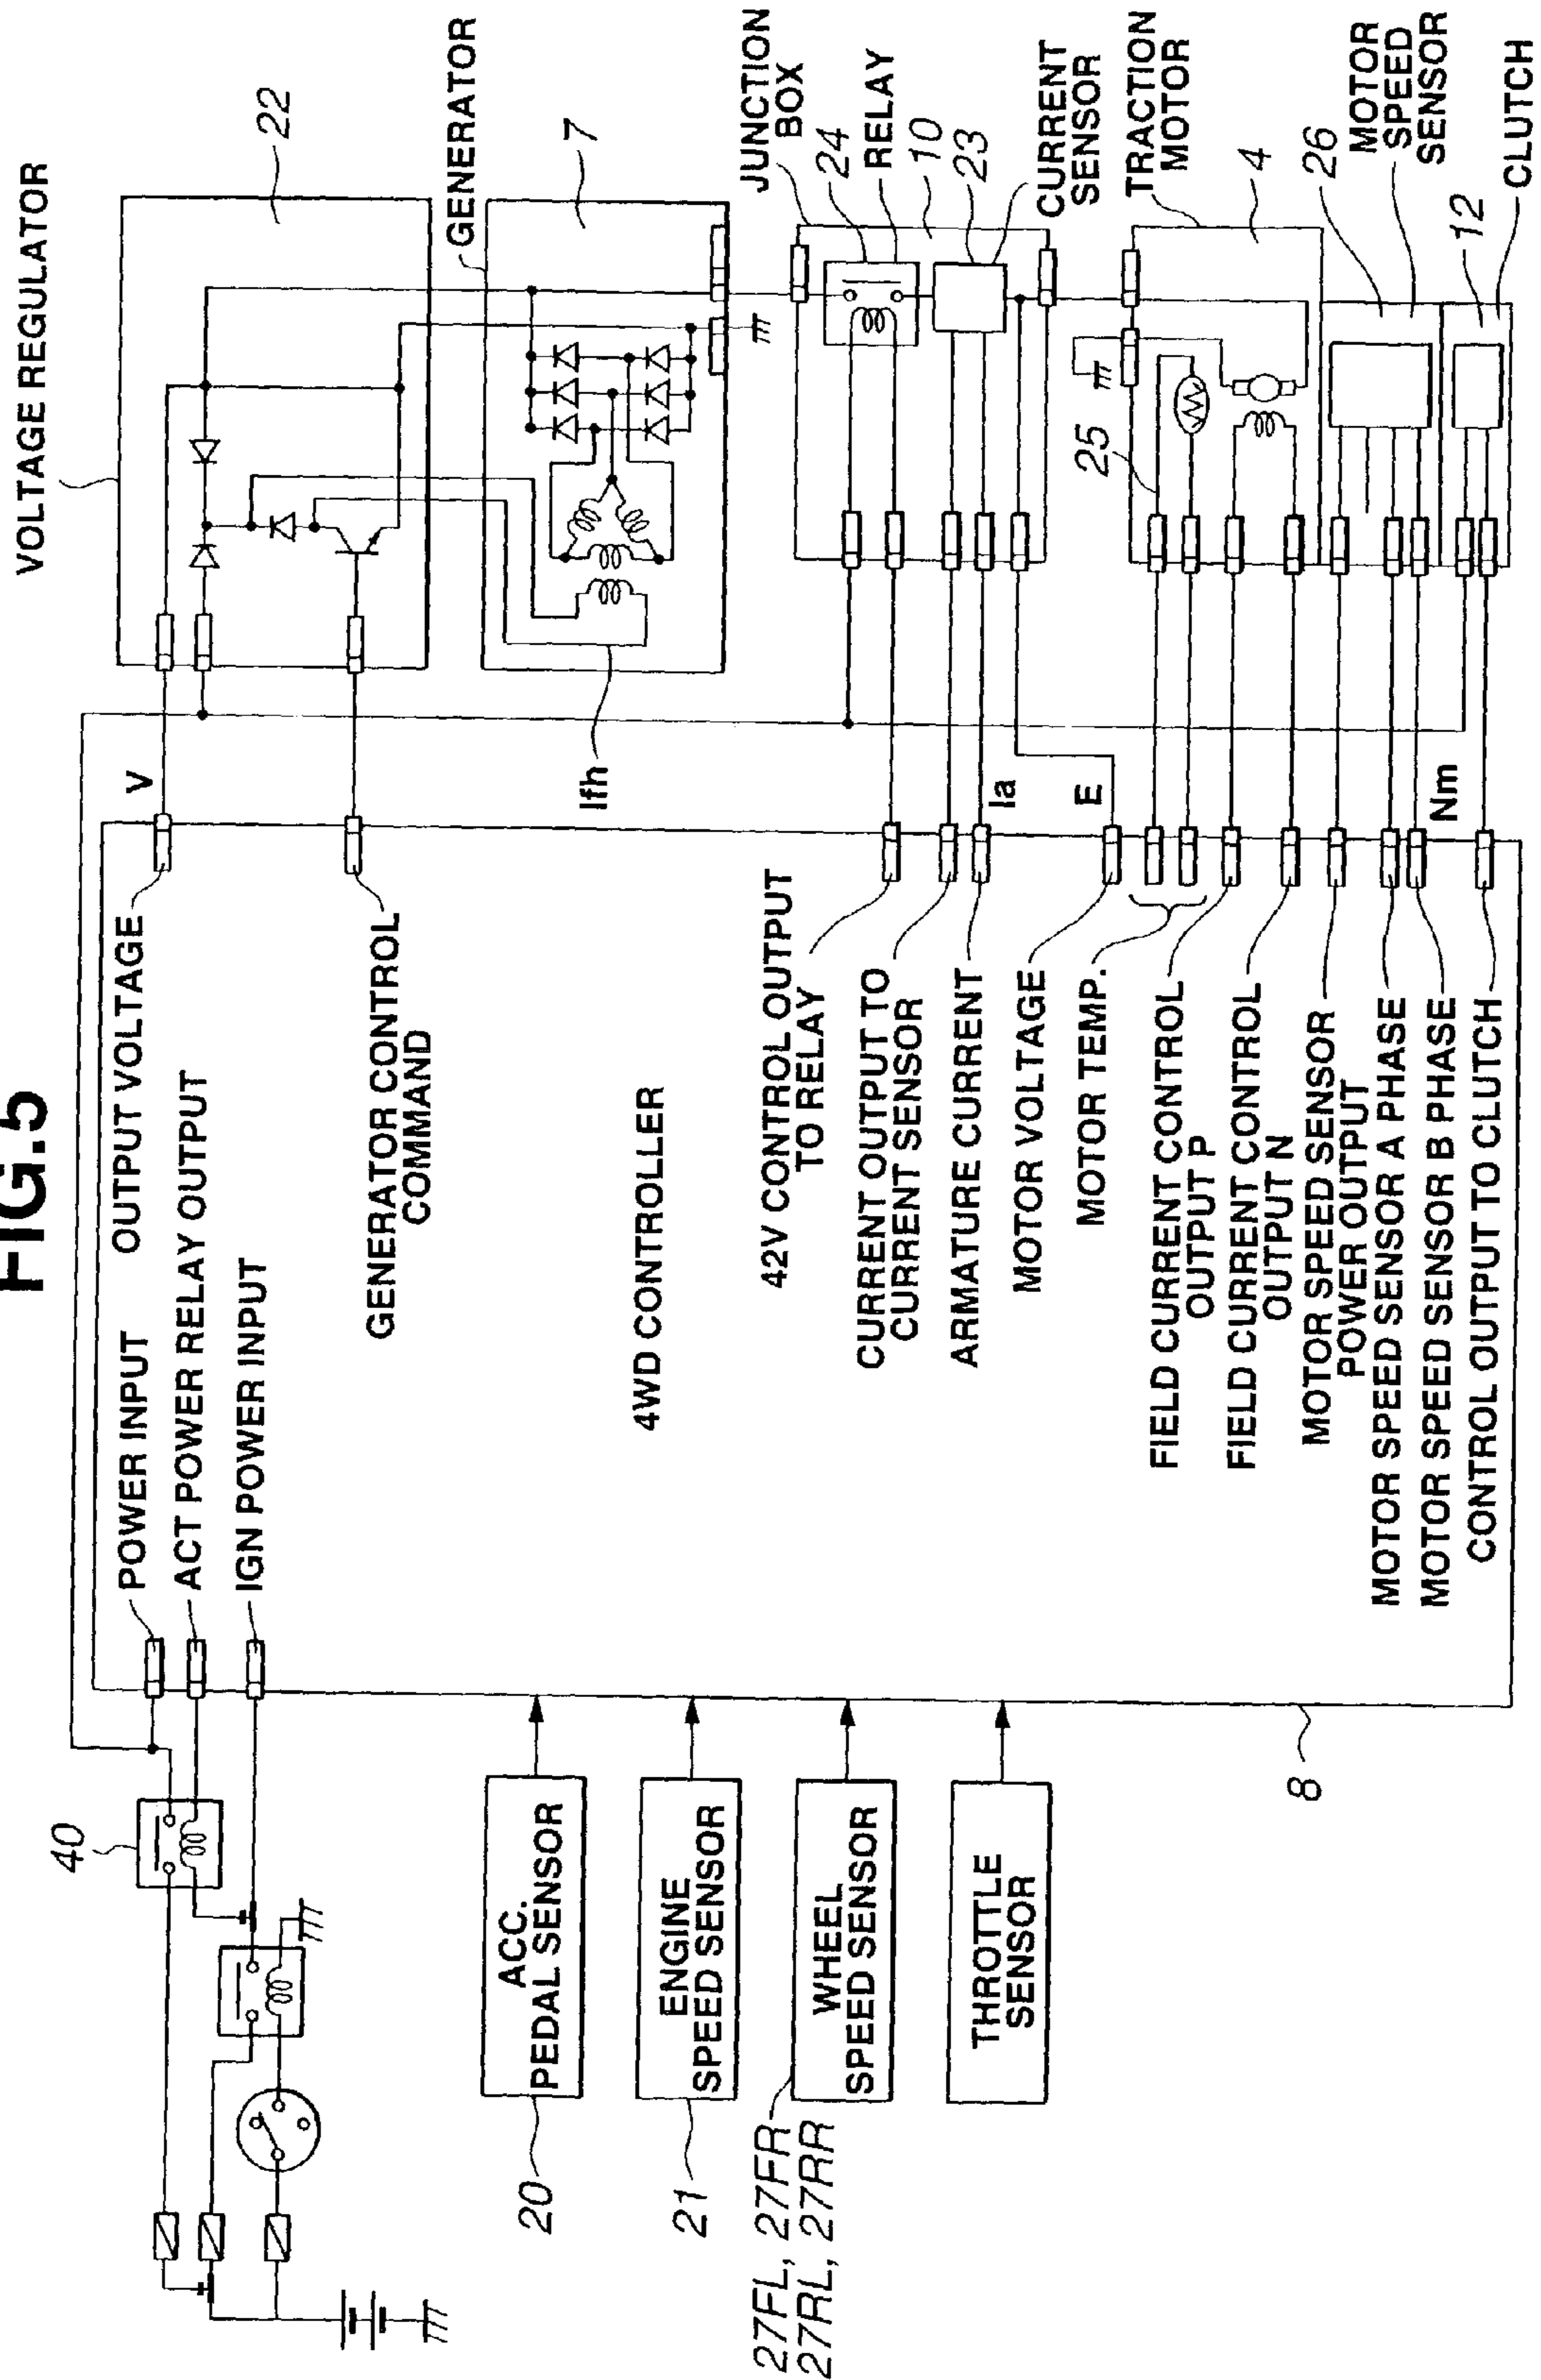 FIG.5
POWER INPUT
ACT POWER RELAY OUTPUT
IGN POWER INPUT
40
ACC.
PEDAL SENSOR
20
ENGINE
SPEED SENSOR
21
WHEEL
SPEED SENSOR
27FL, 27FR
27RL, 27RR
THROTTLE
SENSOR
8
4WD CONTROLLER
OUTPUT VOLTAGE
GENERATOR CONTROL
COMMAND
42V CONTROL OUTPUT
TO RELAY
CURRENT OUTPUT TO
CURRENT SENSOR
ARMATURE CURRENT
MOTOR VOLTAGE
MOTOR TEMP.
FIELD CURRENT CONTROL
OUTPUT P
FIELD CURRENT CONTROL
OUTPUT N
MOTOR SPEED SENSOR
POWER OUTPUT
MOTOR SPEED SENSOR A PHASE
MOTOR SPEED SENSOR B PHASE
CONTROL OUTPUT TO CLUTCH
V
Ifh
Ia
E
Nm
VOLTAGE REGULATOR
22
GENERATOR
7
JUNCTION
BOX
24
RELAY
10
23
CURRENT
SENSOR
TRACTION
MOTOR
25
4
26
MOTOR
SPEED
SENSOR
12
CLUTCH